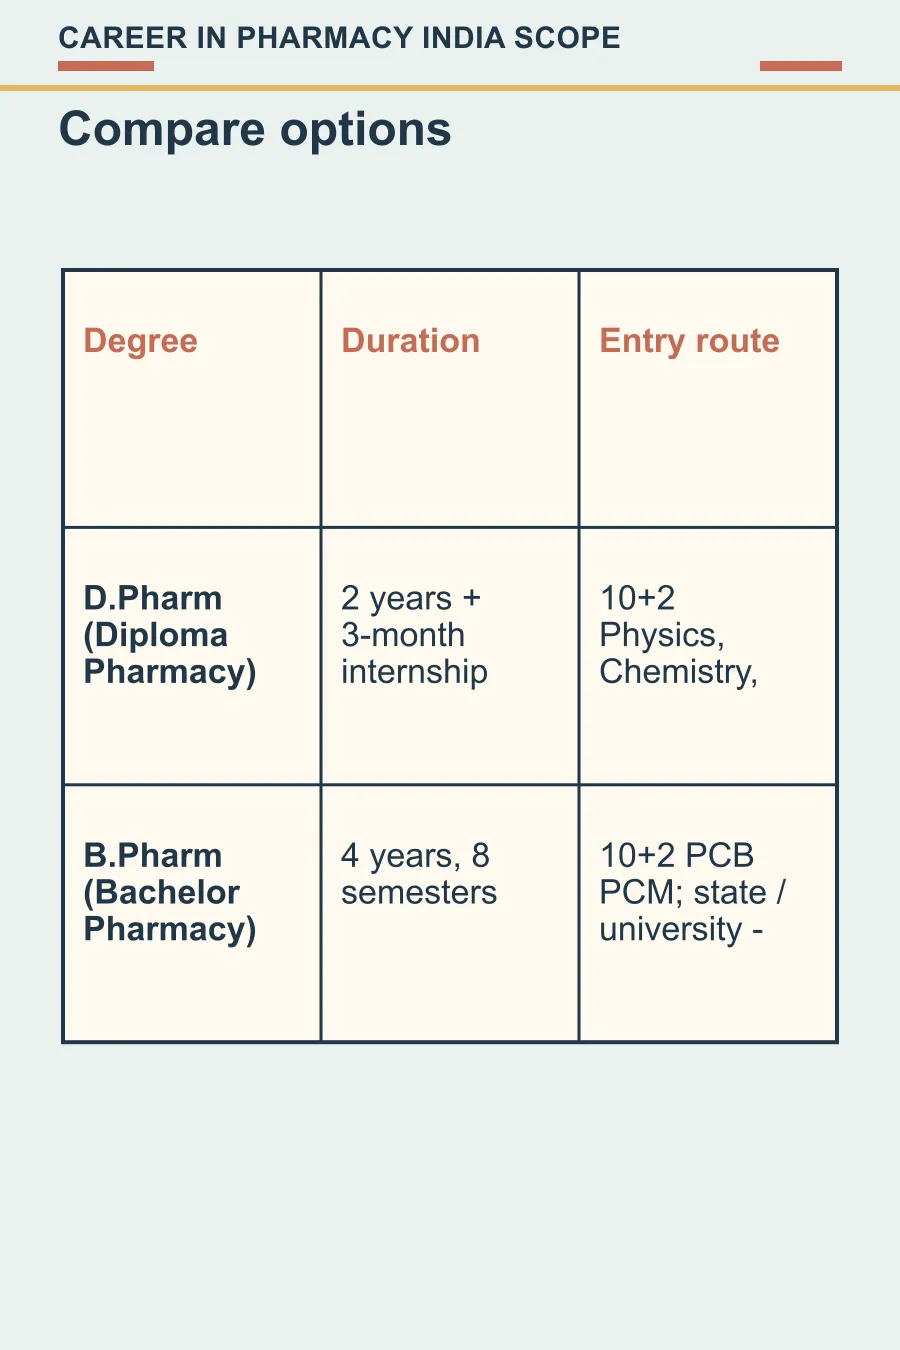 CAREER IN PHARMACY INDIA SCOPE
Compare options
Degree
Duration
Entry route
D.Pharm
(Diploma
Pharmacy)
2 years +
3-month
internship
10+2
Physics,
Chemistry,
B.Pharm
(Bachelor
Pharmacy)
4 years, 8
semesters
10+2 PCB
PCM; state /
university -